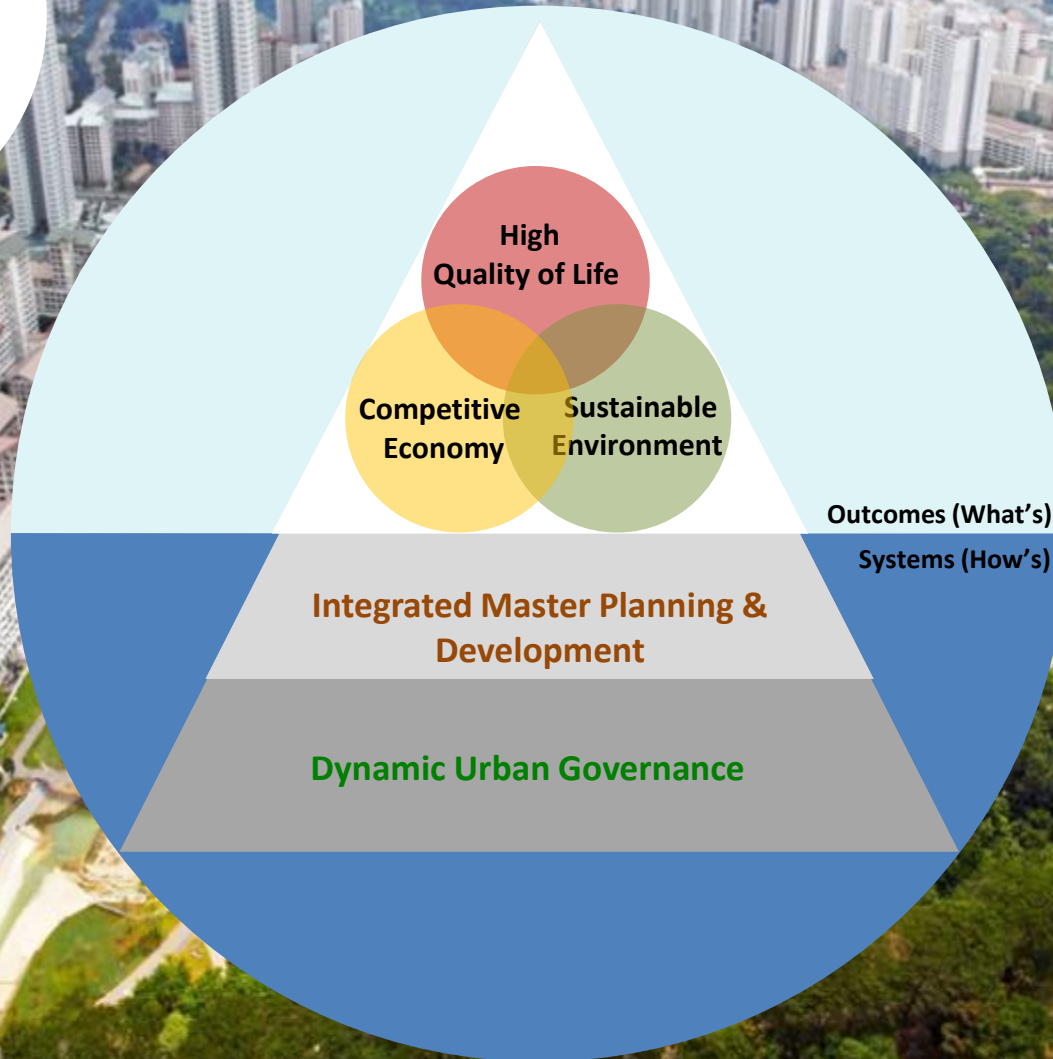 High
Quality of Life
Competitive
Economy
Sustainable
Environment
Outcomes (What’s)
Systems (How’s)
Integrated Master Planning &
Development
Dynamic Urban Governance